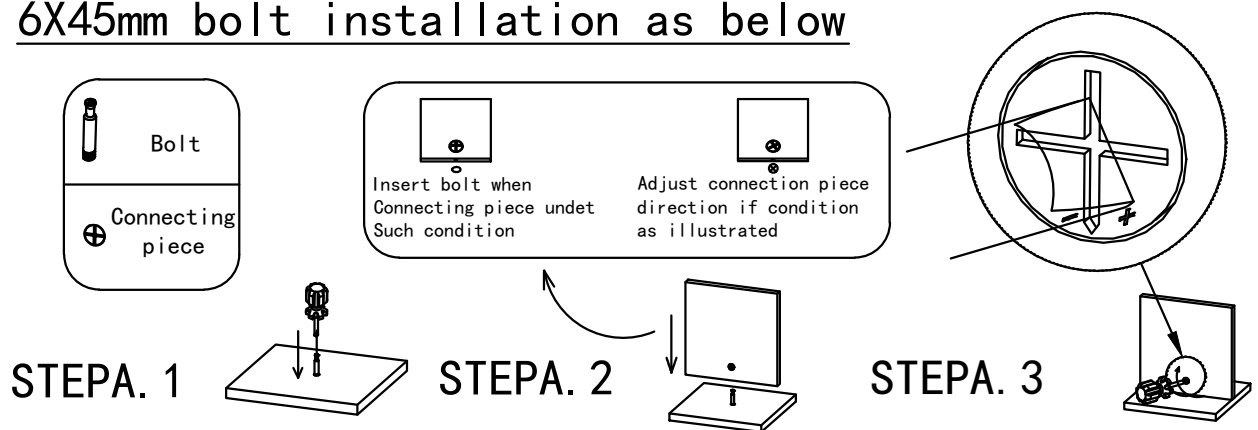 6X45mm bolt installation as below
Bolt
Connecting
piece
Insert bolt when
Connecting piece undet
Such condition
Adjust connection piece
direction if condition
as illustrated
- +
STEPA. 1
STEPA. 2
STEPA. 3